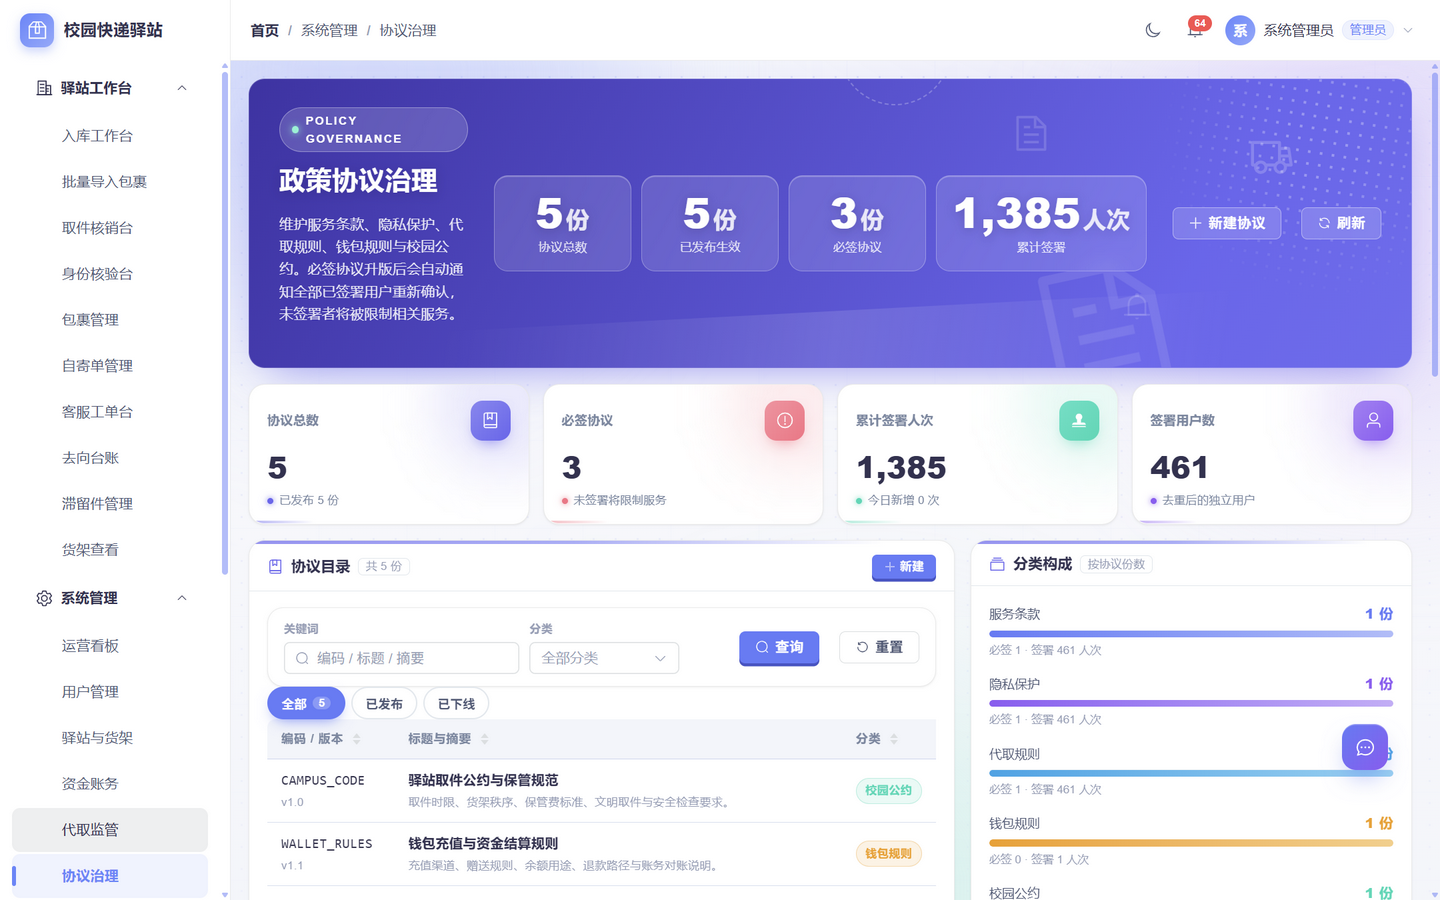 校园快递驿站
首页 / 系统管理 / 协议治理
64
系
系统管理员
管理员
驿站工作台
入库工作台
批量导入包裹
取件核销台
身份核验台
包裹管理
自寄单管理
客服工单台
去向台账
滞留件管理
货架查看
系统管理
运营看板
用户管理
驿站与货架
资金账务
代取监管
协议治理
POLICY
GOVERNANCE
政策协议治理
维护服务条款、隐私保护、代
取规则、钱包规则与校园公
约。必签协议升版后会自动通
知全部已签署用户重新确认，
未签署者将被限制相关服务。
5份
协议总数
5份
已发布生效
3份
必签协议
1,385人次
累计签署
新建协议
刷新
协议总数
5
已发布 5 份
必签协议
3
未签署将限制服务
累计签署人次
1,385
今日新增 0 次
签署用户数
461
去重后的独立用户
协议目录
共 5 份
新建
关键词
编码 / 标题 / 摘要
分类
全部分类
查询
重置
全部 5
已发布
已下线
编码 / 版本
标题与摘要
分类
CAMPUS_CODE
v1.0
驿站取件公约与保管规范
取件时限、货架秩序、保管费标准、文明取件与安全检查要求。
校园公约
WALLET_RULES
v1.1
钱包充值与资金结算规则
充值渠道、赠送规则、余额用途、退款路径与账务对账说明。
钱包规则
分类构成
按协议份数
服务条款
1 份
必签 1 · 签署 461 人次
隐私保护
1 份
必签 1 · 签署 461 人次
代取规则
必签 1 · 签署 461 人次
钱包规则
1 份
必签 0 · 签署 1 人次
校园公约
1 份